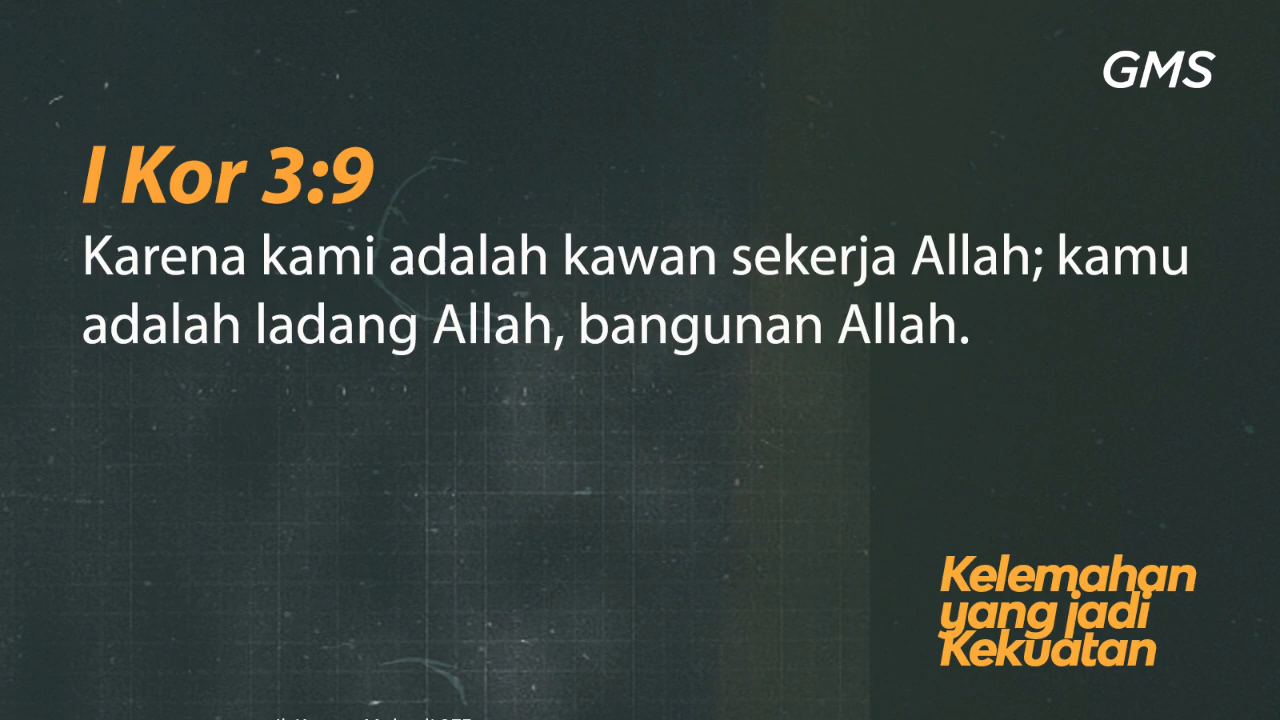 GMS
I Kor 3:9
Karena kami adalah kawan sekerja Allah; kamu
adalah ladang Allah, bangunan Allah.
Kelemahan
yang jadi
Kekuatan